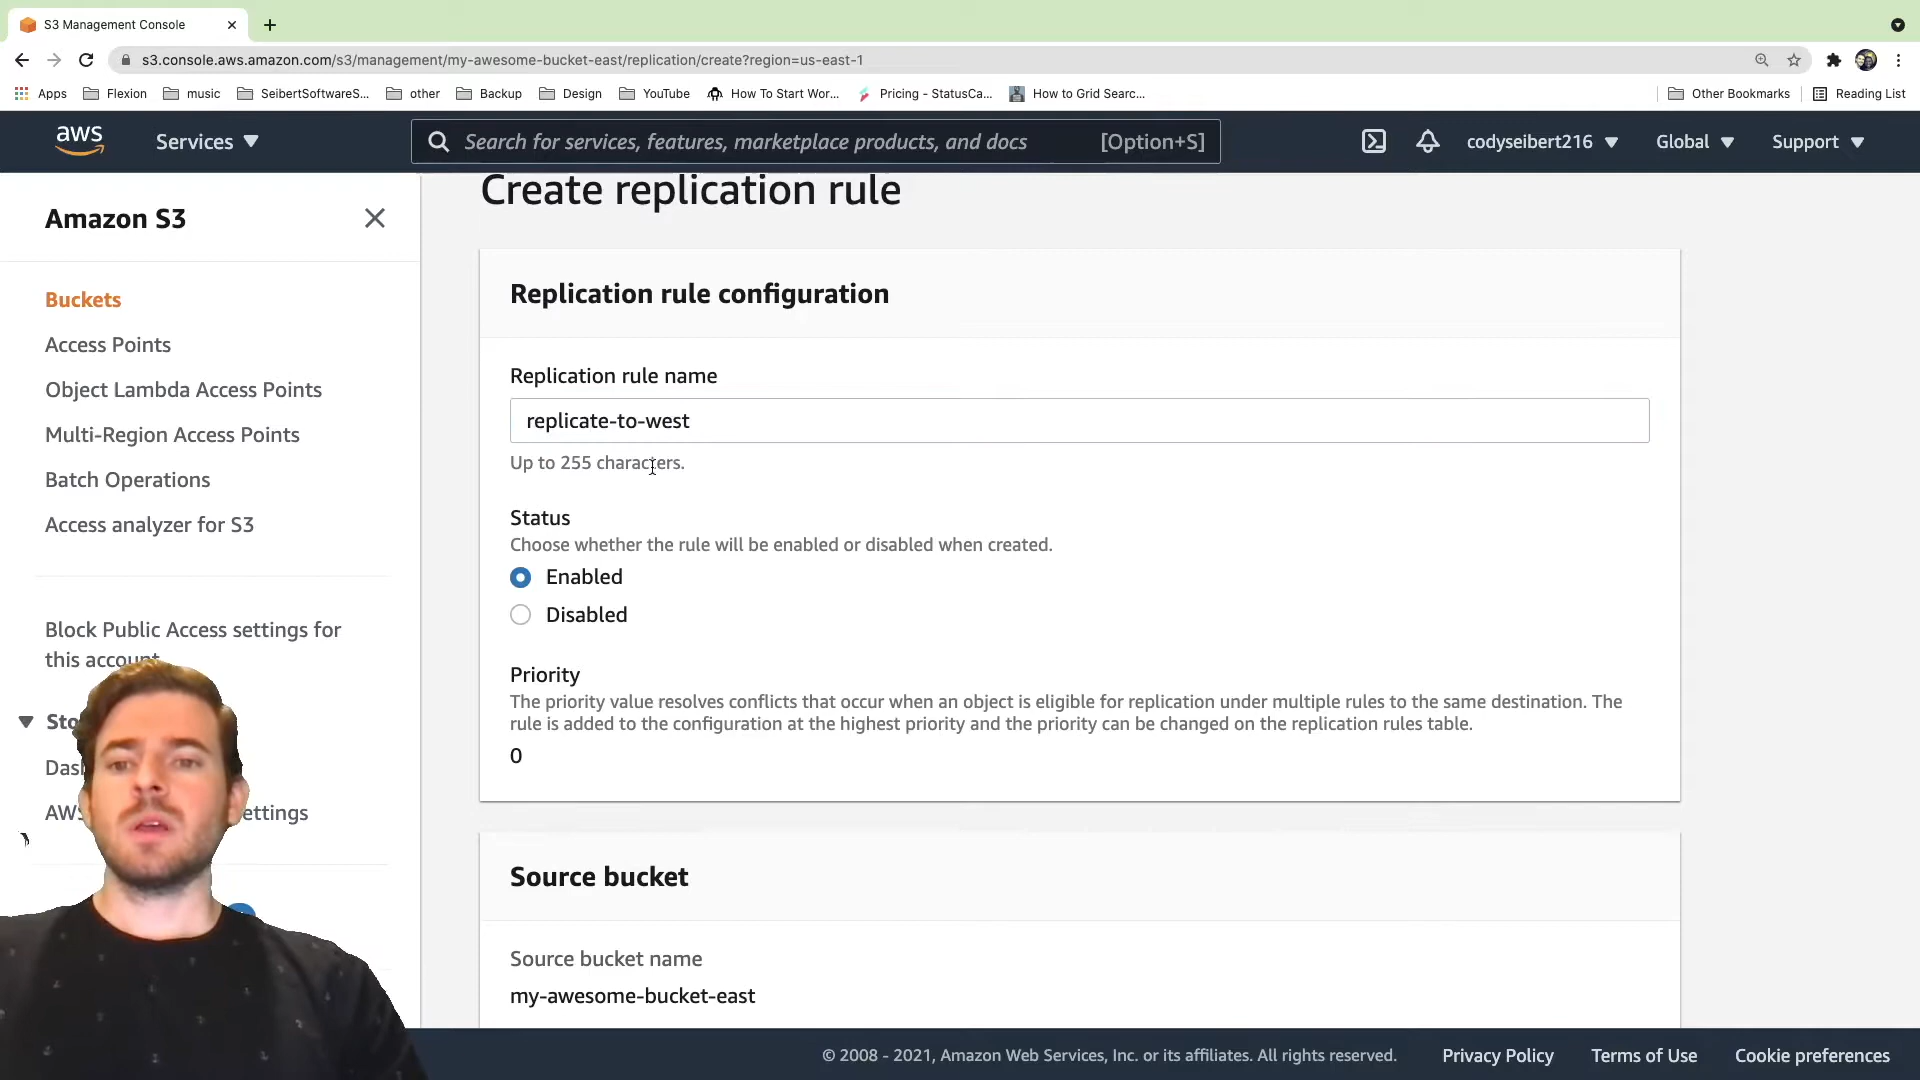 S3 Management Console
s3.console.aws.amazon.com/s3/management/my-awesome-bucket-east/replication/create?region=us-east-1
Apps
Flexion
music
SeibertSoftwareS...
other
Backup
Design
YouTube
How To Start Wor...
Pricing - StatusCa...
How to Grid Searc...
Other Bookmarks
Reading List
aws
Services
Search for services, features, marketplace products, and docs
[Option+S]
codyseibert216
Global
Support
Amazon S3
Buckets
Access Points
Object Lambda Access Points
Multi-Region Access Points
Batch Operations
Access analyzer for S3
Block Public Access settings for
this account
Sto
Das
AWS
ettings
Create replication rule
Replication rule configuration
Replication rule name
replicate-to-west
Up to 255 characters.
Status
Choose whether the rule will be enabled or disabled when created.
Enabled
Disabled
Priority
The priority value resolves conflicts that occur when an object is eligible for replication under multiple rules to the same destination. The
rule is added to the configuration at the highest priority and the priority can be changed on the replication rules table.
0
Source bucket
Source bucket name
my-awesome-bucket-east
© 2008 - 2021, Amazon Web Services, Inc. or its affiliates. All rights reserved.
Privacy Policy
Terms of Use
Cookie preferences